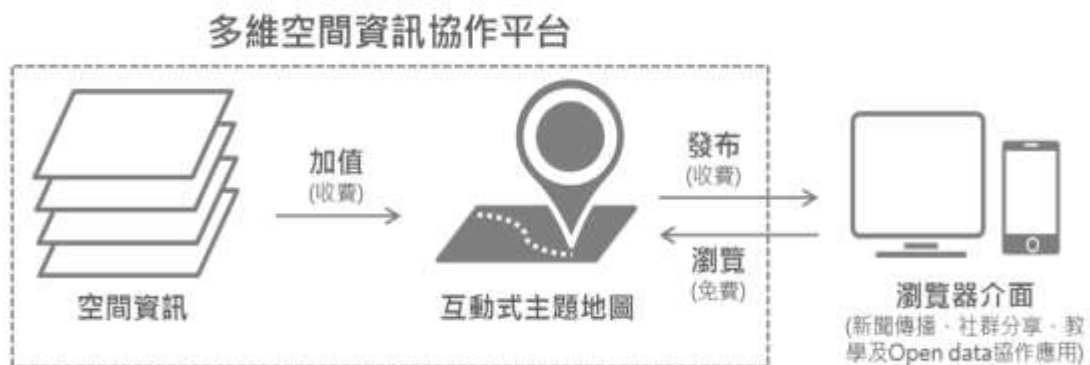 多維空間資訊協作平台
加值
(收費)
發布
(收費)
瀏覽
(免費)
空間資訊
互動式主題地圖
瀏覽器介面
(新聞傳播、社群分享、教
學及Open data協作應用)